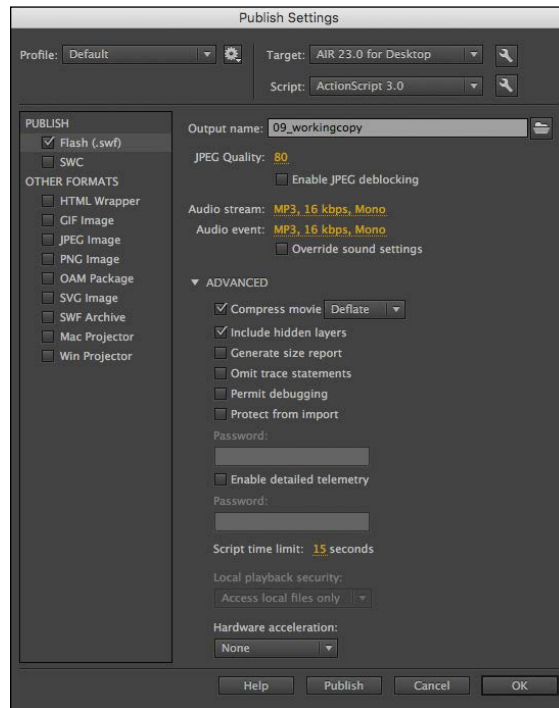 Publish Settings
Profile: Default
Target: AIR 23.0 for Desktop
Script: ActionScript 3.0
PUBLISH
Flash (.swf)
SWC
OTHER FORMATS
HTML Wrapper
GIF Image
JPEG Image
PNG Image
OAM Package
SVG Image
SWF Archive
Mac Projector
Win Projector
Output name: 09_workingcopy
JPEG Quality: 80
Enable JPEG deblocking
Audio stream: MP3, 16 kbps, Mono
Audio event: MP3, 16 kbps, Mono
Override sound settings
ADVANCED
Compress movie Deflate
Include hidden layers
Generate size report
Omit trace statements
Permit debugging
Protect from import
Password:
Enable detailed telemetry
Password:
Script time limit: 15 seconds
Local playback security:
Access local files only
Hardware acceleration:
None
Help Publish Cancel OK